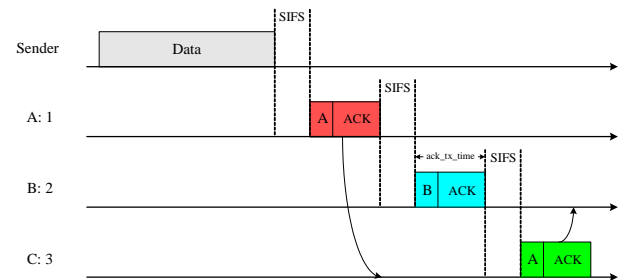 SIFS
Sender
Data
SIFS
A: 1
A ACK
ack_tx_time
SIFS
B: 2
B ACK
C: 3
A ACK